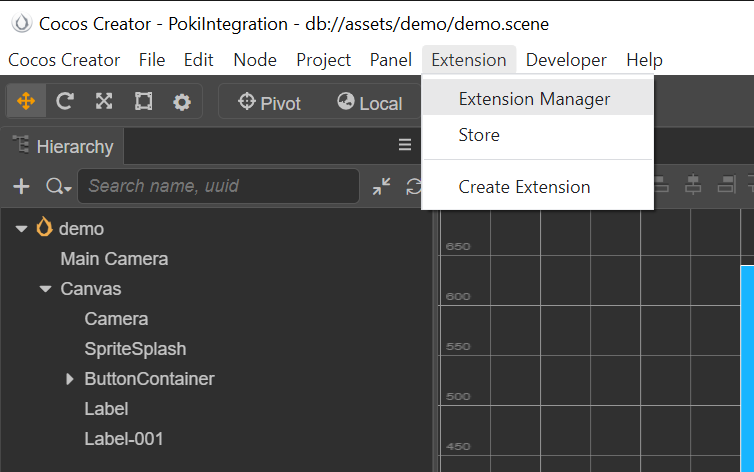 Cocos Creator - PokiIntegration - db://assets/demo/demo.scene
Cocos Creator File Edit Node Project Panel Extension Developer Help
Pivot Local
Extension Manager
Store
Create Extension
Hierarchy
Search name, uuid
demo
Main Camera
Canvas
Camera
SpriteSplash
ButtonContainer
Label
Label-001
650
600
550
500
450